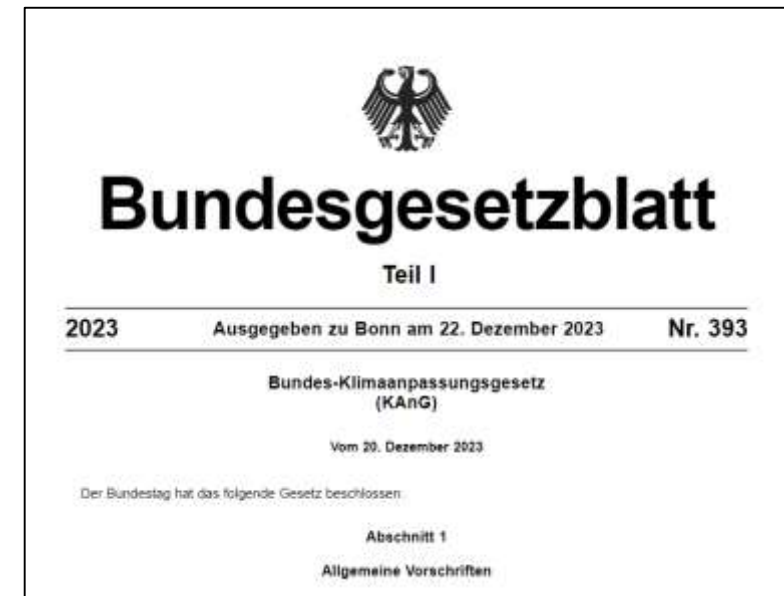 Bundesgesetzblatt
Teil I
2023 Ausgegeben zu Bonn am 22. Dezember 2023 Nr. 393
Bundes-Klimaanpassungsgesetz
(KAnG)
Vom 20. Dezember 2023
Der Bundestag hat das folgende Gesetz beschlossen
Abschnitt 1
Allgemeine Vorschriften